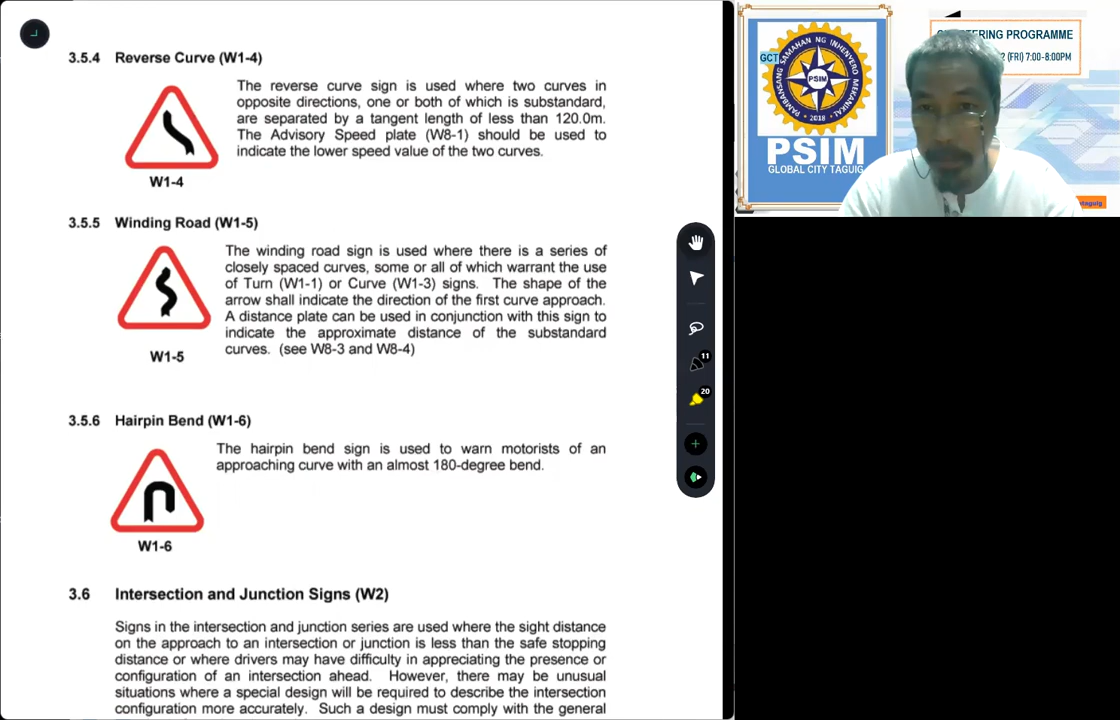 3.5.4 Reverse Curve (W1-4)
The reverse curve sign is used where two curves in
opposite directions, one or both of which is substandard,
are separated by a tangent length of less than 120.0m.
The Advisory Speed plate (W8-1) should be used to
indicate the lower speed value of the two curves.
W1-4
3.5.5 Winding Road (W1-5)
The winding road sign is used where there is a series of
closely spaced curves, some or all of which warrant the use
of Turn (W1-1) or Curve (W1-3) signs. The shape of the
arrow shall indicate the direction of the first curve approach.
A distance plate can be used in conjunction with this sign to
indicate the approximate distance of the substandard
curves. (see W8-3 and W8-4)
W1-5
3.5.6 Hairpin Bend (W1-6)
The hairpin bend sign is used to warn motorists of an
approaching curve with an almost 180-degree bend.
W1-6
3.6 Intersection and Junction Signs (W2)
Signs in the intersection and junction series are used where the sight distance
on the approach to an intersection or junction is less than the safe stopping
distance or where drivers may have difficulty in appreciating the presence or
configuration of an intersection ahead. However, there may be unusual
situations where a special design will be required to describe the intersection
configuration more accurately. Such a design must comply with the general
11
20
PAMBANSANG SAMAHAN NG INHENYERO MEKANIKAL
PSIM
2018
PSIM
GLOBAL CITY TAGUIG
GCT
PROGRAMME
(FRI) 7:00-8:00PM